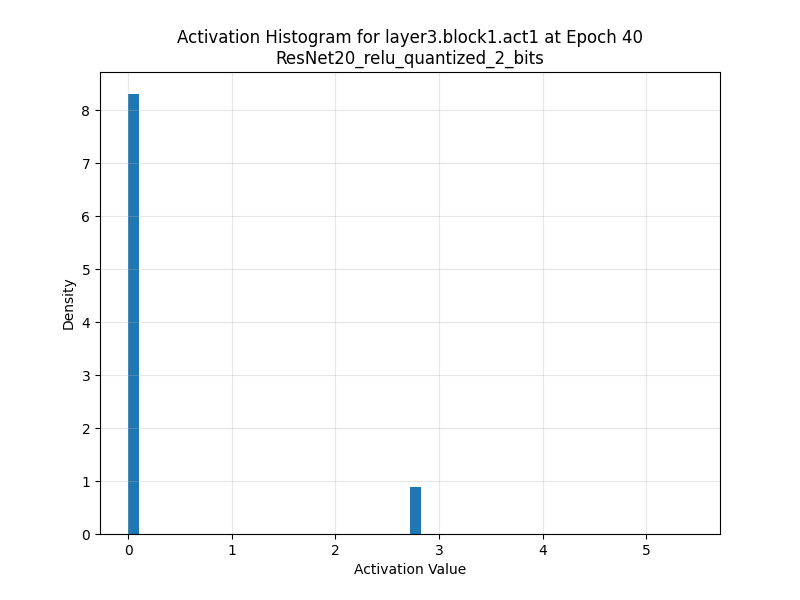 Activation Histogram for layer3.block1.act1 at Epoch 40
ResNet20_relu_quantized_2_bits
8
7
6
5
4
3
2
1
0
Density
0 1 2 3 4 5
Activation Value